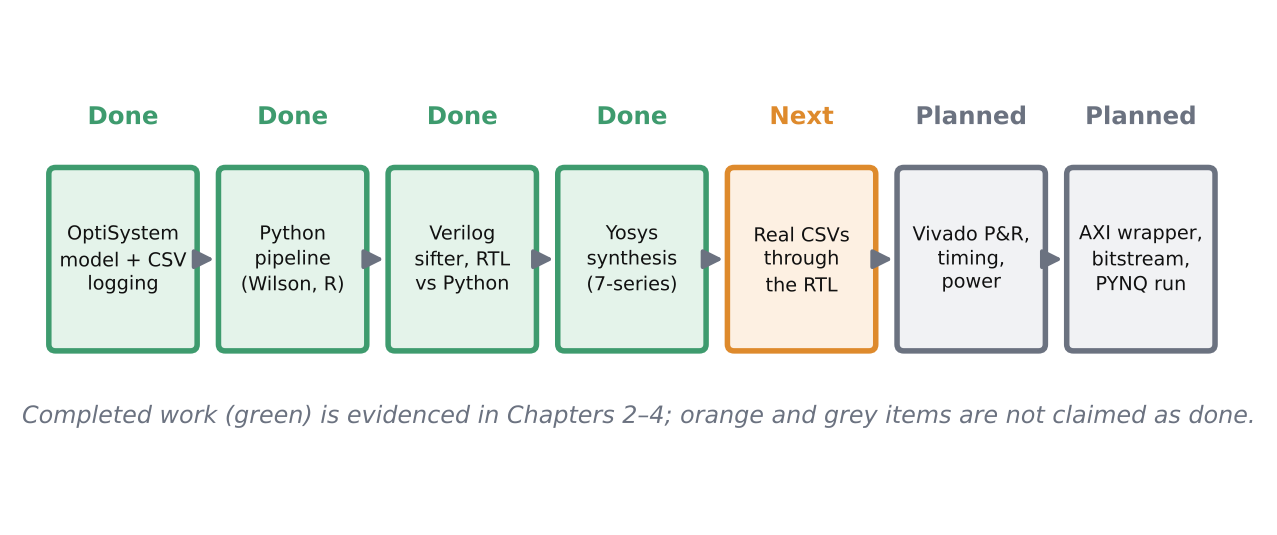 Done
Done
Done
Done
Next
Planned
Planned
OptiSystem
model + CSV
logging
Python
pipeline
(Wilson, R)
Verilog
sifter, RTL
vs Python
Yosys
synthesis
(7-series)
Real CSVs
through
the RTL
Vivado P&R,
timing,
power
AXI wrapper,
bitstream,
PYNQ run
Completed work (green) is evidenced in Chapters 2–4; orange and grey items are not claimed as done.